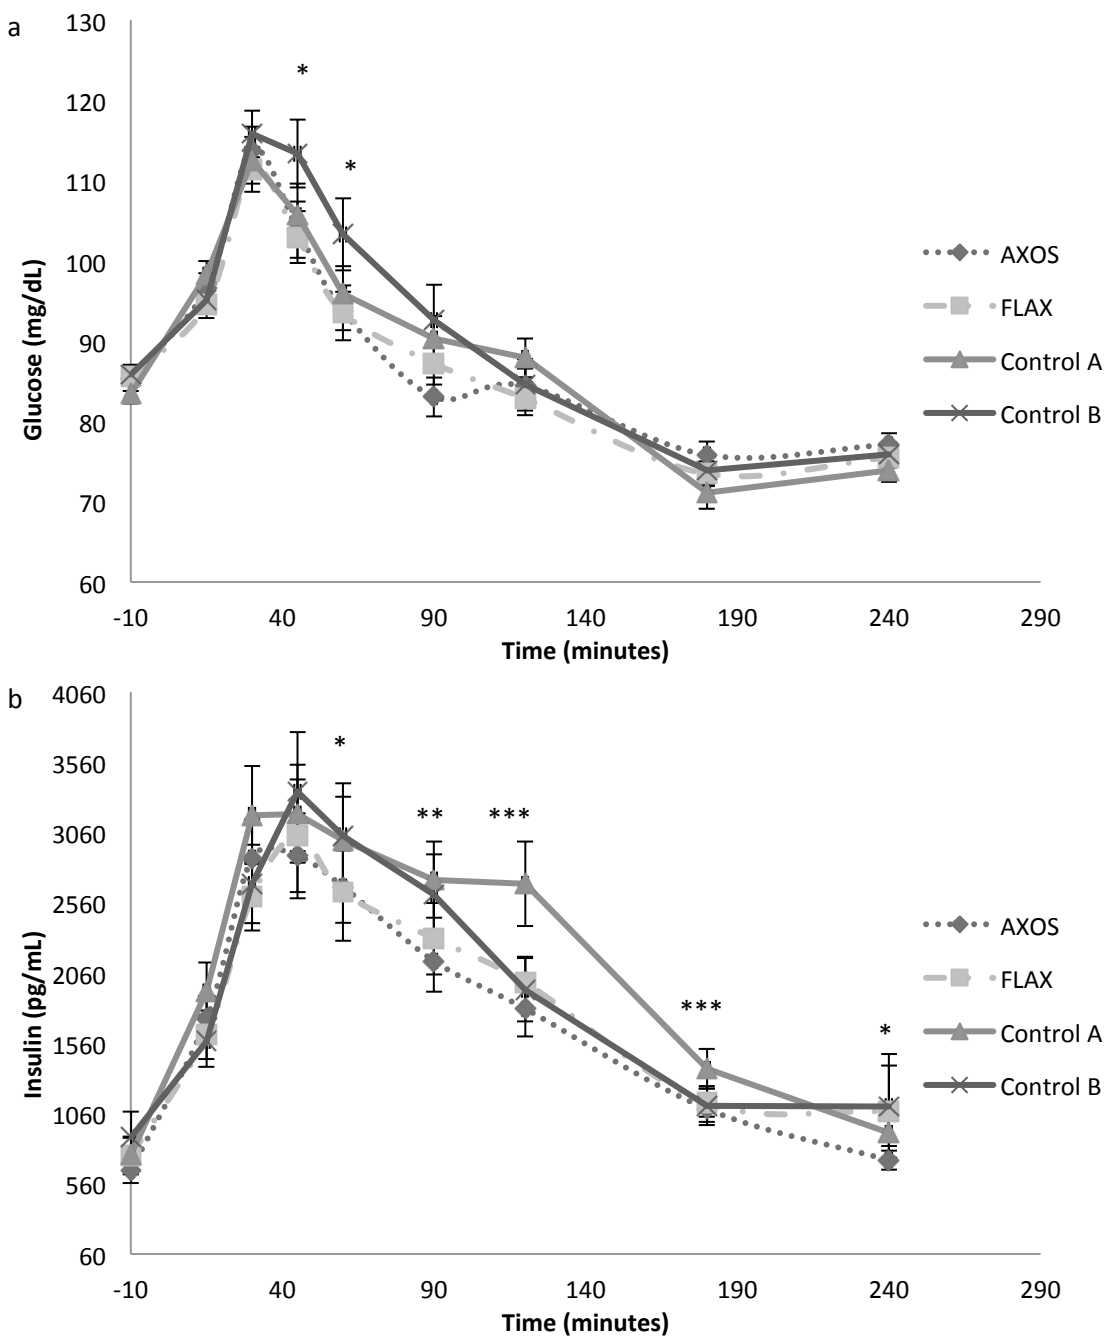 a
130
120
110
100
90
80
70
60
Glucose (mg/dL)
*
*
-10 40 90 140 190 240 290
Time (minutes)
AXOS
FLAX
Control A
Control B
b
4060
3560
3060
2560
2060
1560
1060
560
60
Insulin (pg/mL)
*
**
***
***
*
-10 40 90 140 190 240 290
Time (minutes)
AXOS
FLAX
Control A
Control B